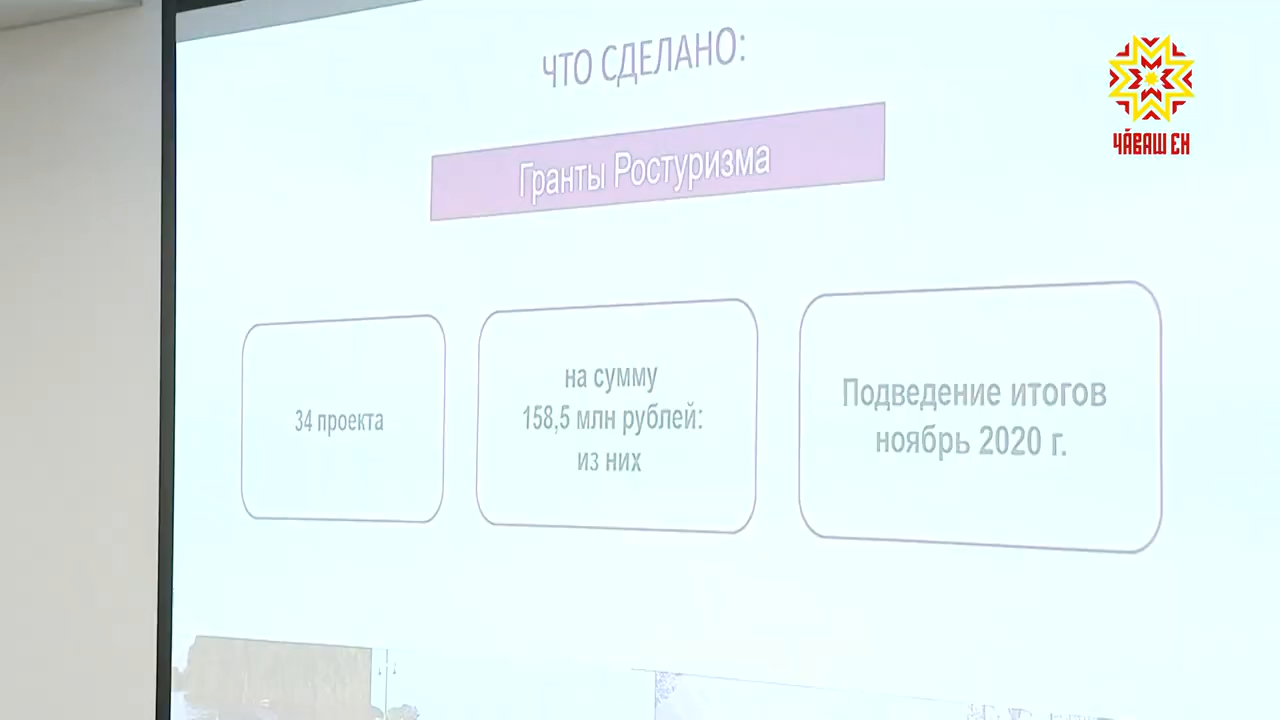 ЧТО СДЕЛАНО:
ЧӐВАШ ЕН
Гранты Ростуризма
34 проекта
на сумму
158,5 млн рублей:
из них
Подведение итогов
ноябрь 2020 г.